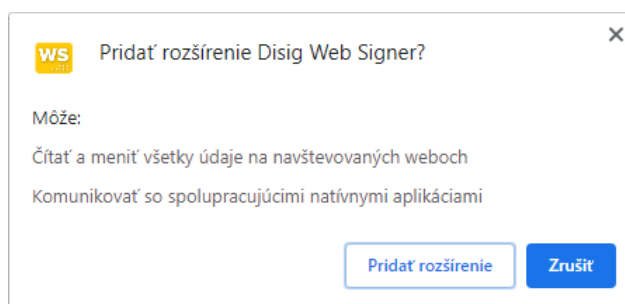 WS
Pridať rozšírenie Disig Web Signer?
Môže:
Čítať a meniť všetky údaje na navštevovaných weboch
Komunikovať so spolupracujúcimi natívnymi aplikáciami
Pridať rozšírenie
Zrušiť